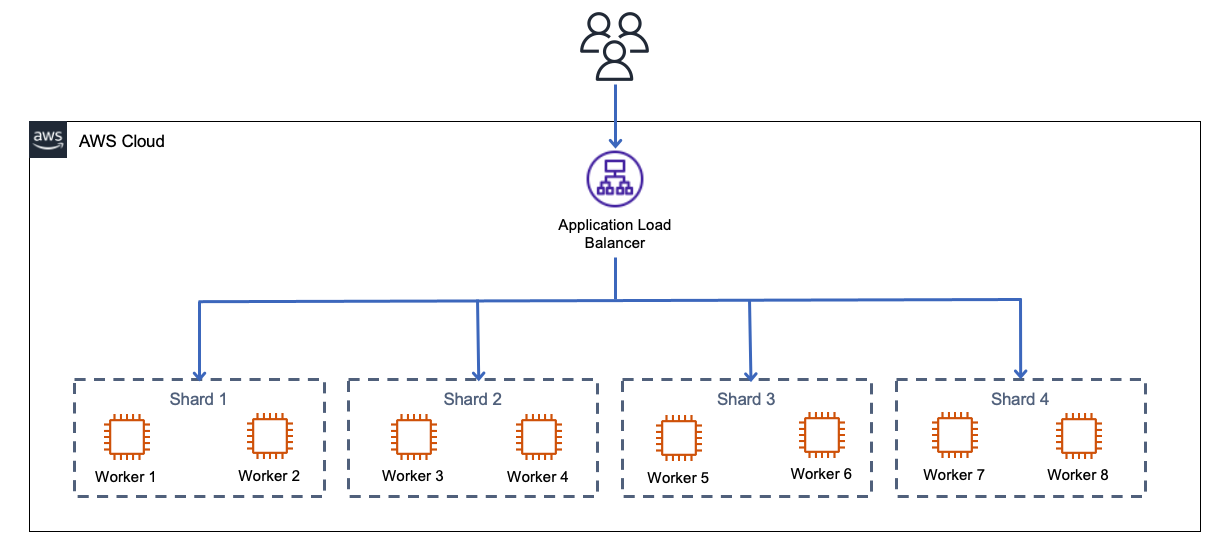 aws
AWS Cloud
Application Load
Balancer
Shard 1
Shard 2
Shard 3
Shard 4
Worker 1
Worker 2
Worker 3
Worker 4
Worker 5
Worker 6
Worker 7
Worker 8